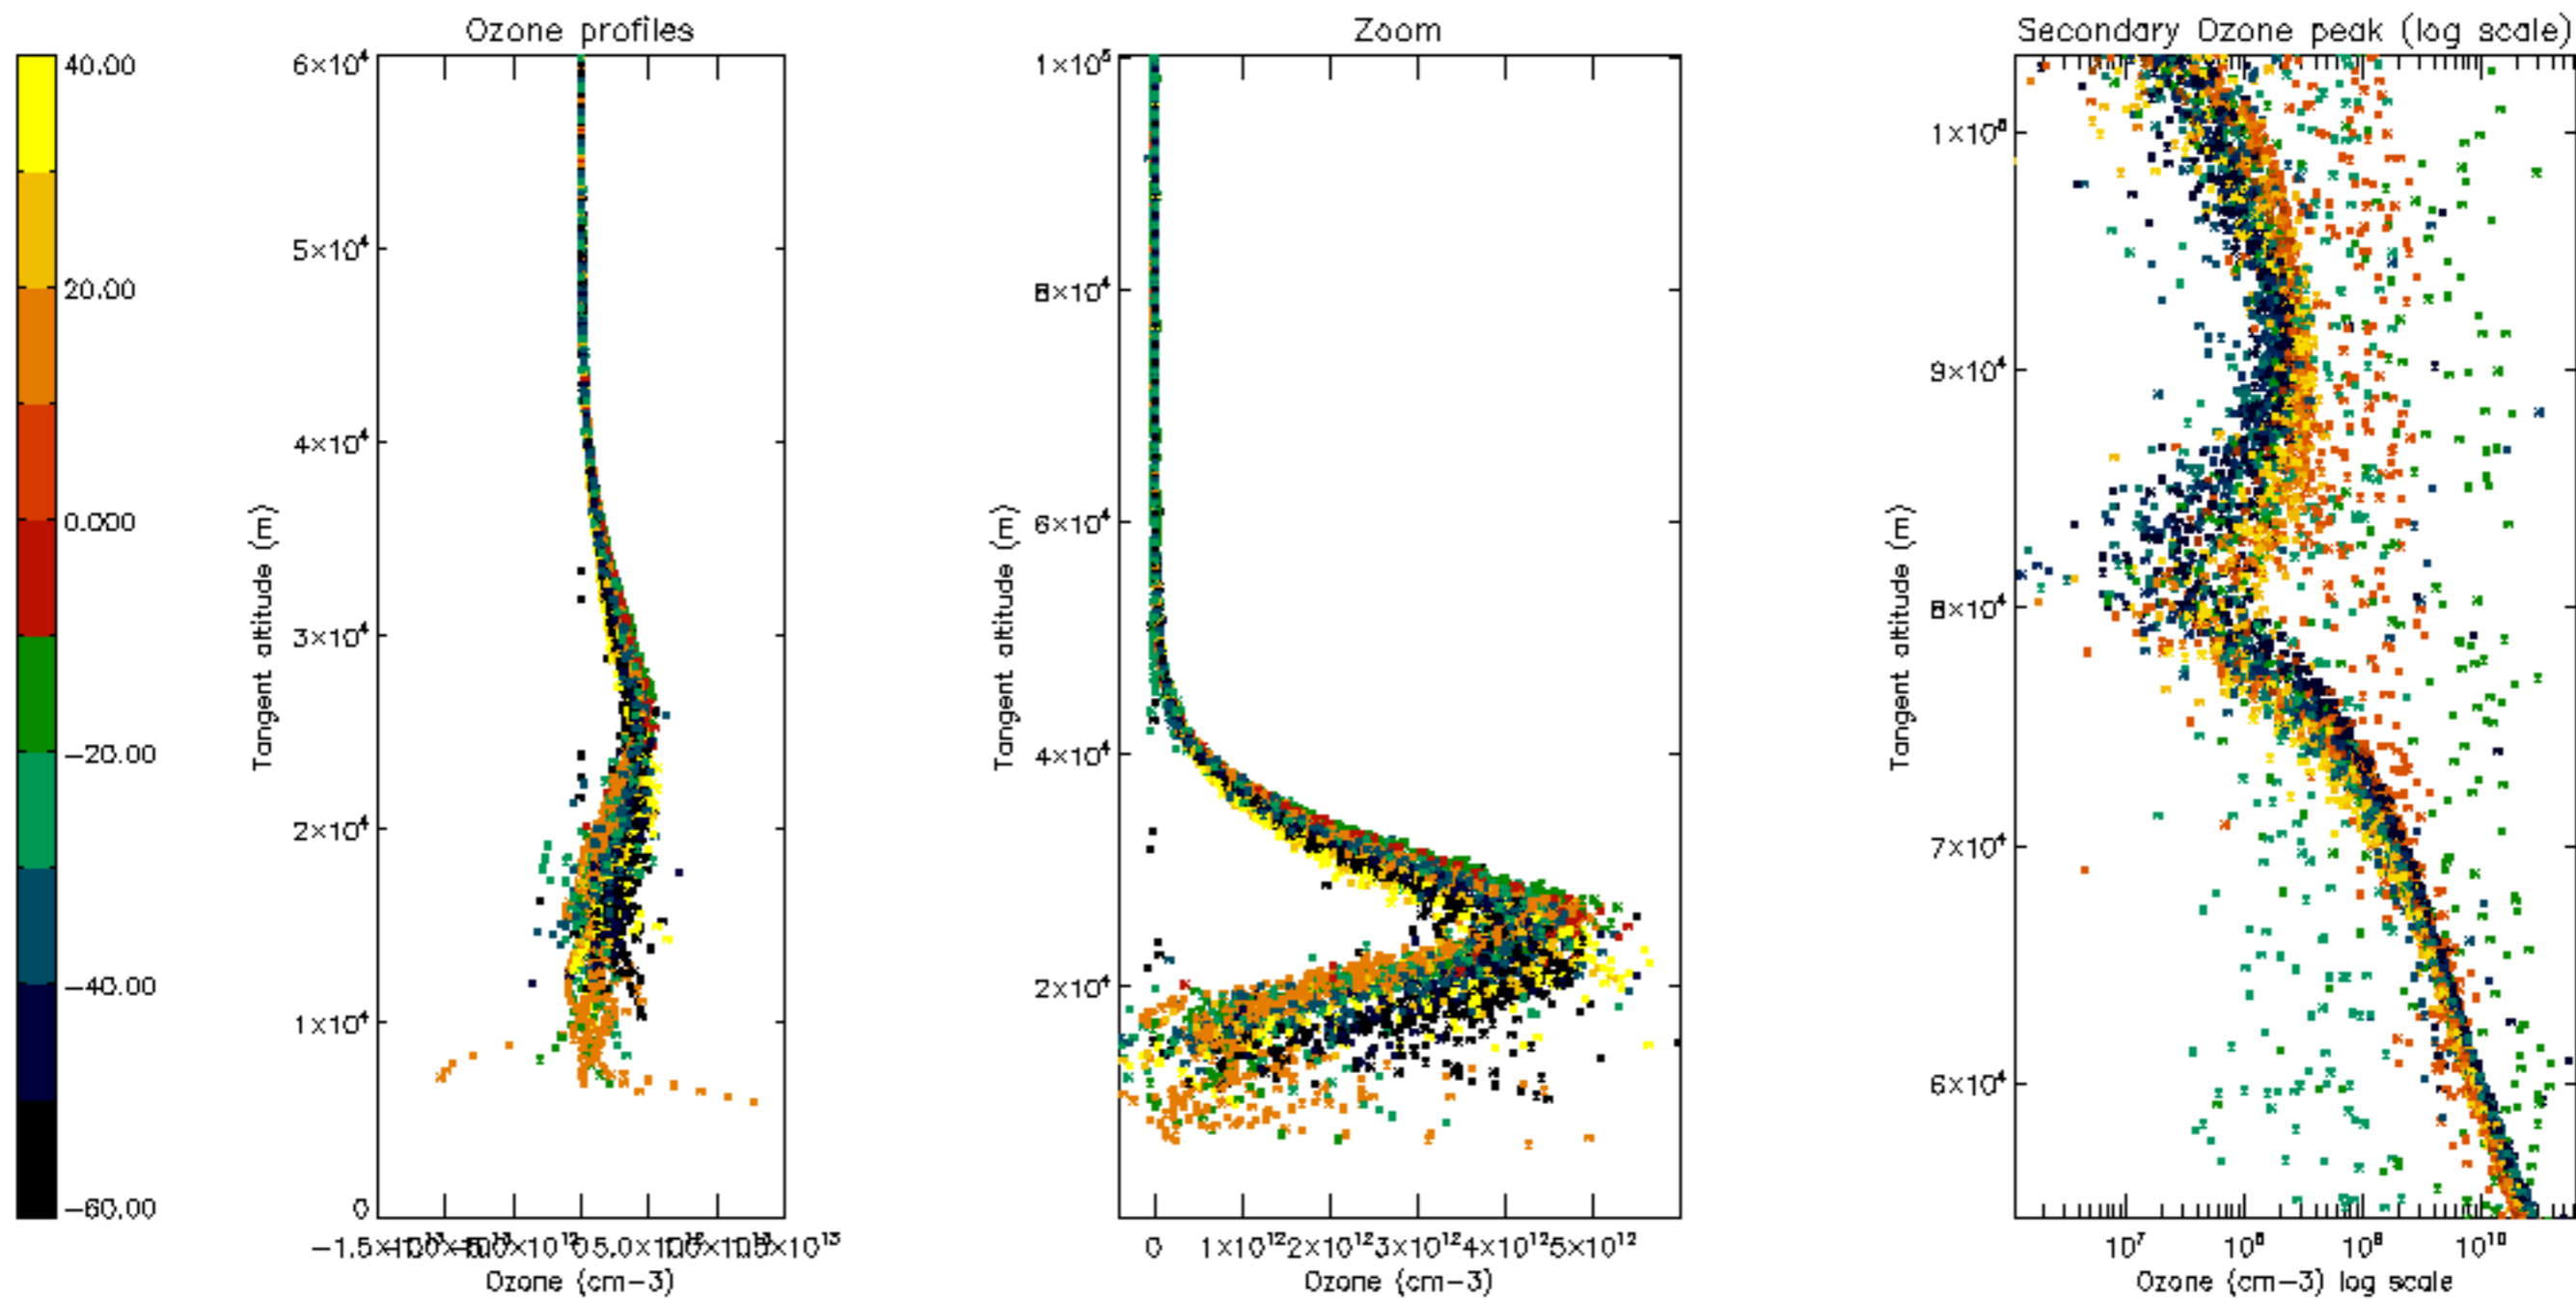 Ozone profiles
Zoom
Secondary Ozone peak (log scale)
40.00
20.00
0.000
−20.00
−40.00
−60.00
6×10⁴
5×10⁴
4×10⁴
3×10⁴
2×10⁴
1×10⁴
0
Tangent altitude (m)
5.0×10¹²
Ozone (cm−3)
1×10⁵
8×10⁴
6×10⁴
4×10⁴
2×10⁴
Tangent altitude (m)
0 1×10¹² 2×10¹² 3×10¹² 4×10¹² 5×10¹²
Ozone (cm−3)
1×10⁵
9×10⁴
8×10⁴
7×10⁴
6×10⁴
Tangent altitude (m)
10⁷ 10⁸ 10⁹ 10¹⁰
Ozone (cm−3) log scale